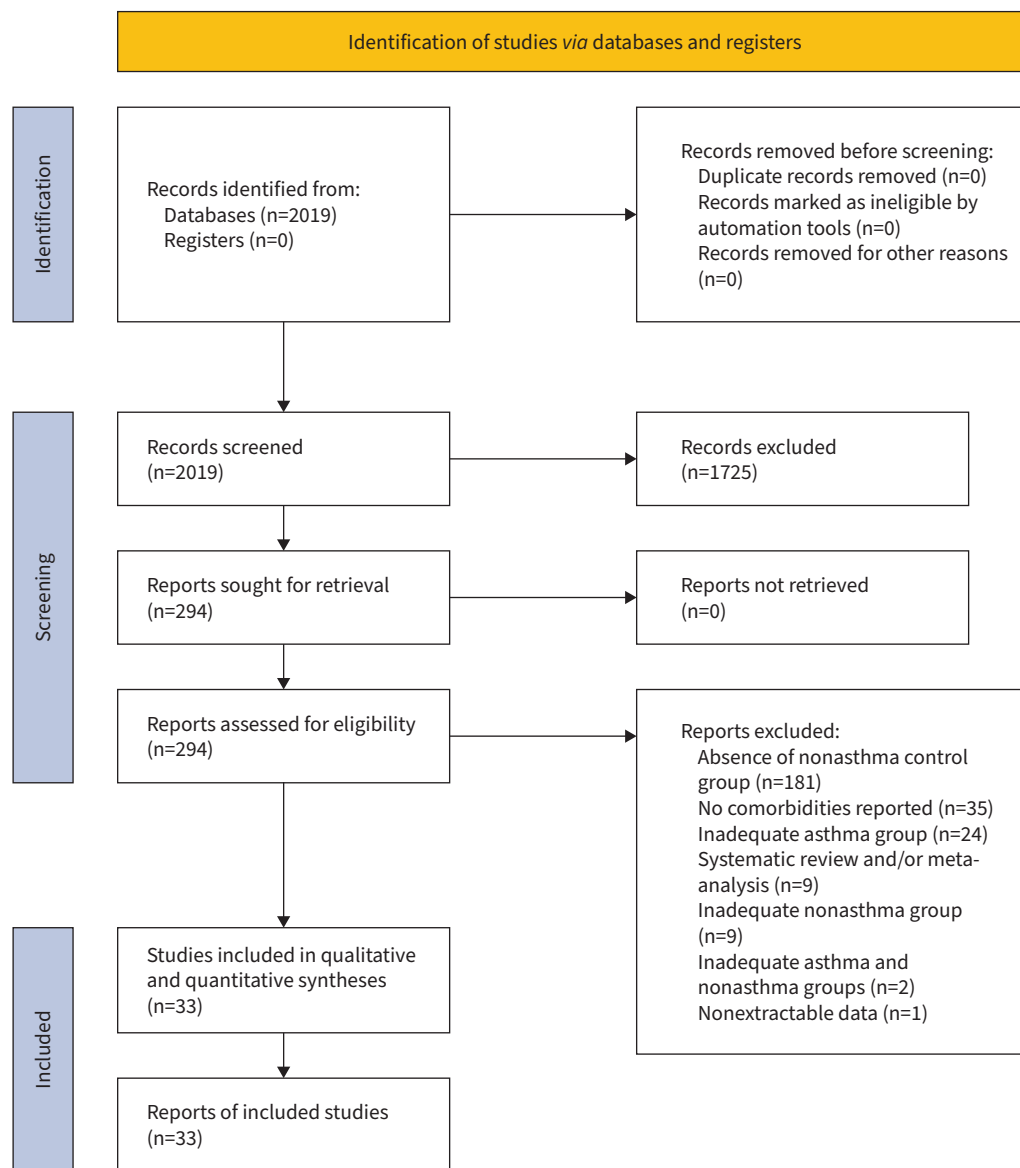 Identification of studies via databases and registers
Identification
Records identified from:
Databases (n=2019)
Registers (n=0)
Records removed before screening:
Duplicate records removed (n=0)
Records marked as ineligible by
automation tools (n=0)
Records removed for other reasons
(n=0)
Screening
Records screened
(n=2019)
Records excluded
(n=1725)
Reports sought for retrieval
(n=294)
Reports not retrieved
(n=0)
Reports assessed for eligibility
(n=294)
Reports excluded:
Absence of nonasthma control
group (n=181)
No comorbidities reported (n=35)
Inadequate asthma group (n=24)
Systematic review and/or meta-
analysis (n=9)
Inadequate nonasthma group
(n=9)
Inadequate asthma and
nonasthma groups (n=2)
Nonextractable data (n=1)
Included
Studies included in qualitative
and quantitative syntheses
(n=33)
Reports of included studies
(n=33)